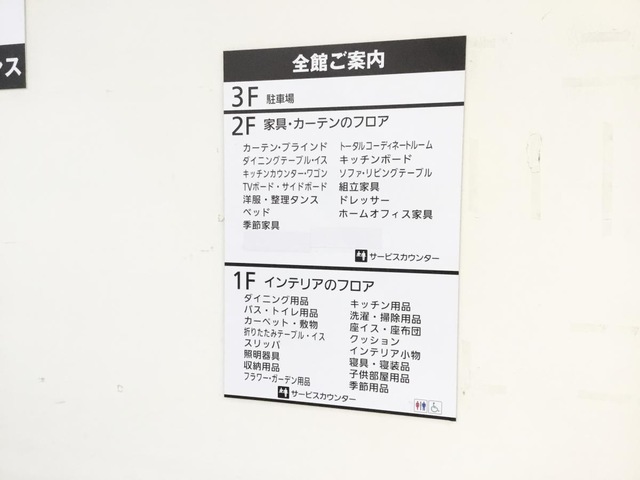 ンス
全館ご案内
3F 駐車場
2F 家具・カーテンのフロア
カーテン・ブラインド
ダイニングテーブル・イス
キッチンカウンター・ワゴン
TVボード・サイドボード
洋服・整理タンス
ベッド
季節家具
トータルコーディネートルーム
キッチンボード
ソファ・リビングテーブル
組立家具
ドレッサー
ホームオフィス家具
サービスカウンター
1F インテリアのフロア
ダイニング用品
バス・トイレ用品
カーペット・敷物
折りたたみテーブル・イス
スリッパ
照明器具
収納用品
フラワー・ガーデン用品
キッチン用品
洗濯・掃除用品
座イス・座布団
クッション
インテリア小物
寝具・寝装品
子供部屋用品
季節用品
サービスカウンター